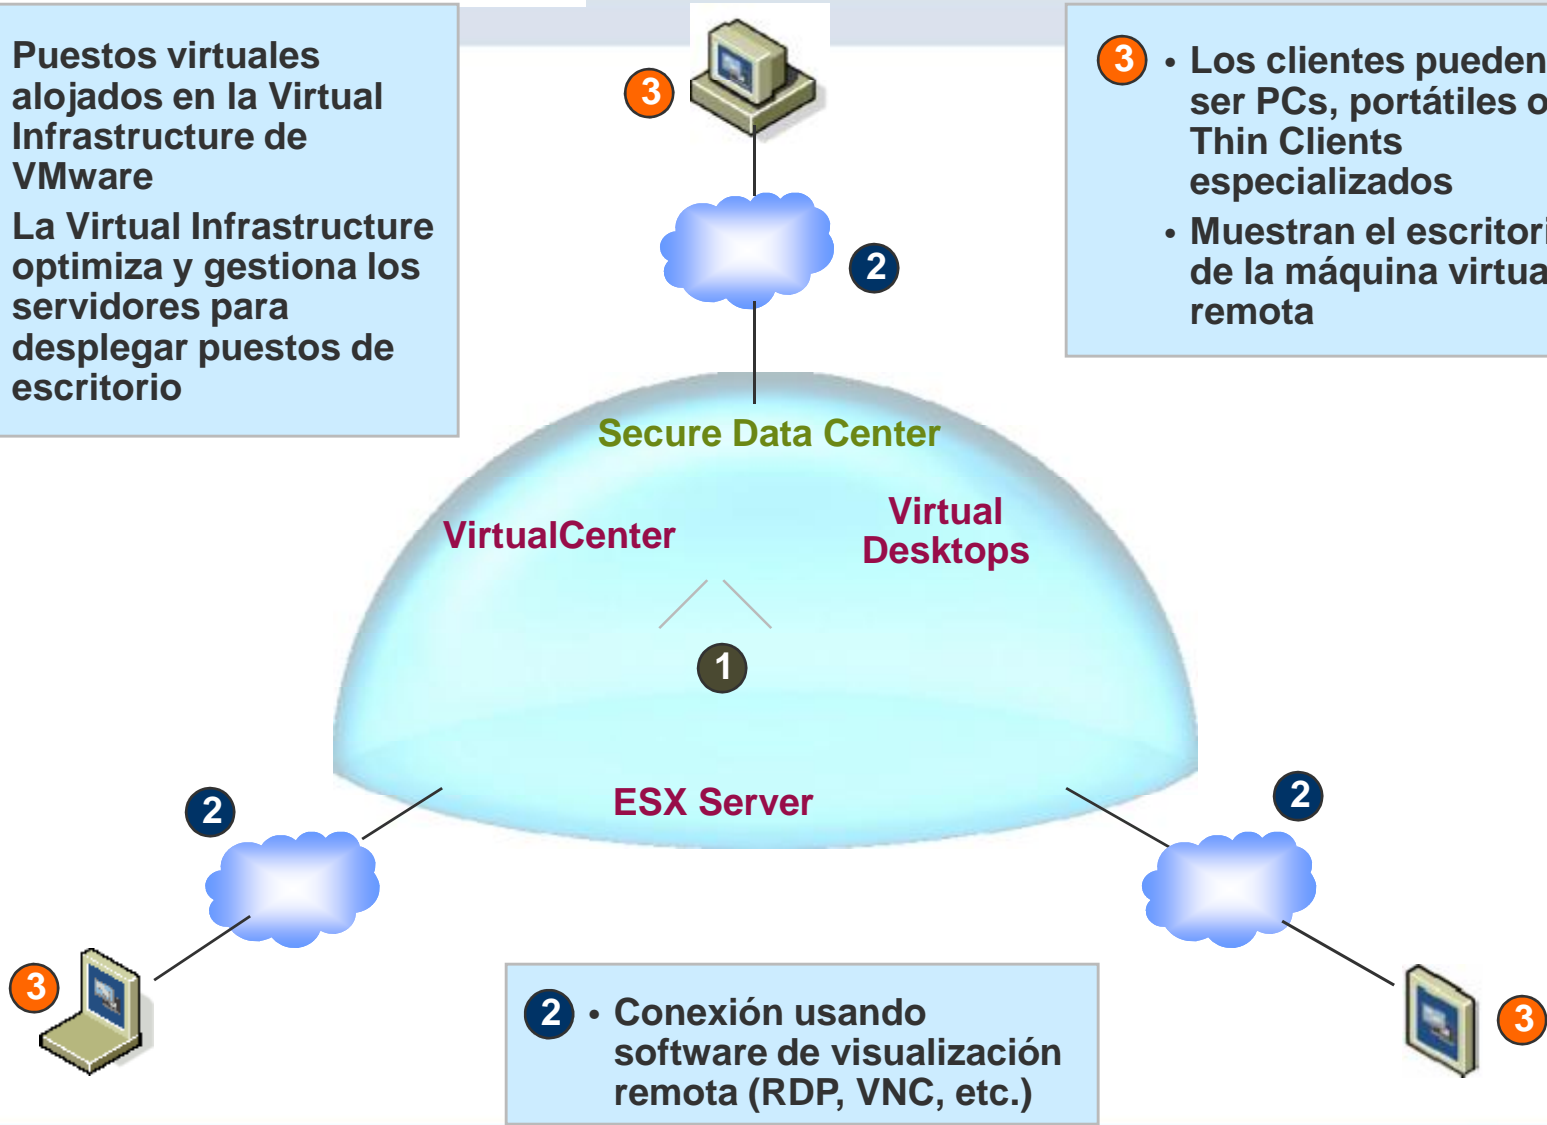 Puestos virtuales
alojados en la Virtual
Infrastructure de
VMware
La Virtual Infrastructure
optimiza y gestiona los
servidores para
desplegar puestos de
escritorio
3
3 • Los clientes pueden
ser PCs, portátiles o
Thin Clients
especializados
• Muestran el escritori
de la máquina virtua
remota
2
Secure Data Center
VirtualCenter
Virtual
Desktops
1
ESX Server
2
2
3
2 • Conexión usando
software de visualización
remota (RDP, VNC, etc.)
3